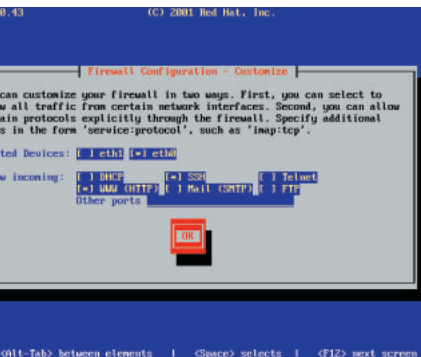 0.43 (C) 2001 Red Hat, Inc.
Firewall Configuration - Customize
can customize your firewall in two ways. First, you can select to
w all traffic from certain network interfaces. Second, you can allow
ain protocols explicitly through the firewall. Specify additional
s in the form 'service:protocol', such as 'imap:tcp'.
ted Devices: [ ] eth1 [*] eth0
w incoming: [ ] DHCP [*] SSH [ ] Telnet
[*] WWW (HTTP) [ ] Mail (SMTP) [ ] FTP
Other ports
OK
<Alt-Tab> between elements | <Space> selects | <F12> next screen